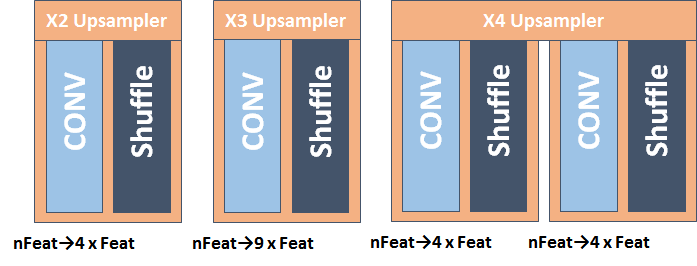 X2 Upsampler
CONV
Shuffle
nFeat→4 x Feat
X3 Upsampler
CONV
Shuffle
nFeat→9 x Feat
X4 Upsampler
CONV
Shuffle
nFeat→4 x Feat
CONV
Shuffle
nFeat→4 x Feat